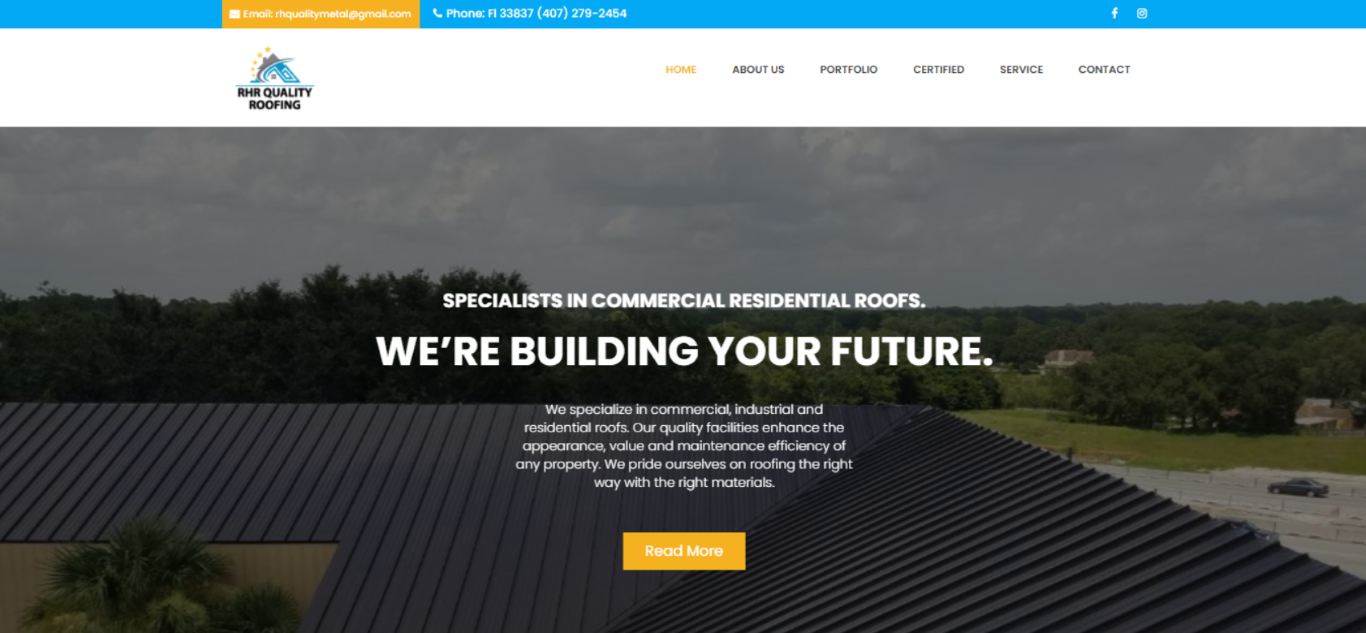 Email: rhqualitymetal@gmail.com
Phone: Fl 33837 (407) 279-2454
RHR QUALITY
ROOFING
HOME
ABOUT US
PORTFOLIO
CERTIFIED
SERVICE
CONTACT
SPECIALISTS IN COMMERCIAL RESIDENTIAL ROOFS.
WE'RE BUILDING YOUR FUTURE.
We specialize in commercial, industrial and
residential roofs. Our quality facilities enhance the
appearance, value and maintenance efficiency of
any property. We pride ourselves on roofing the right
way with the right materials.
Read More